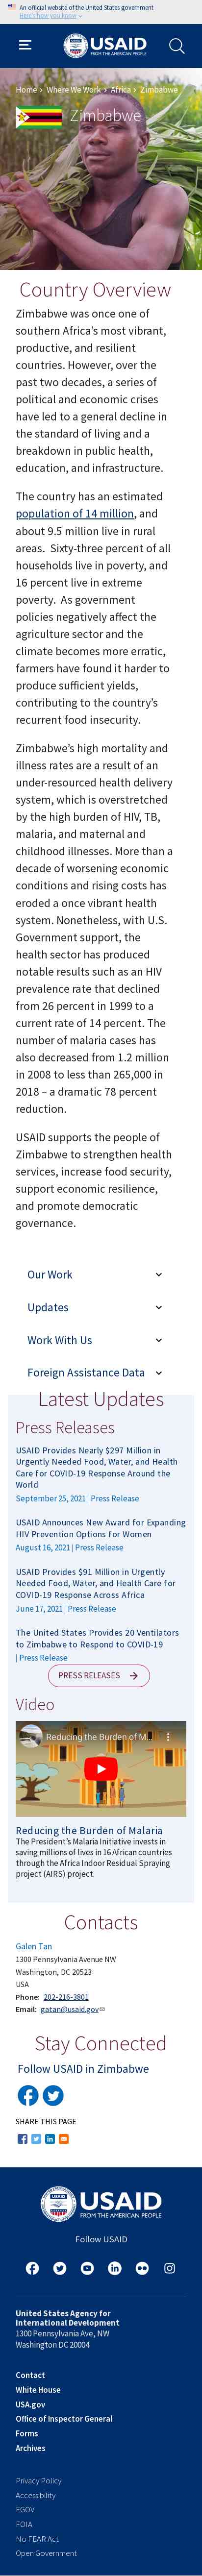 An official website of the United States government
Here's how you know
USAID
FROM THE AMERICAN PEOPLE
Home › Where We Work › Africa › Zimbabwe
Zimbabwe
Country Overview
Zimbabwe was once one of
southern Africa's most vibrant,
productive, and resilient
countries. However, over the
past two decades, a series of
political and economic crises
have led to a general decline in
the standard of living and a
breakdown in public health,
education, and infrastructure.
The country has an estimated
population of 14 million, and
about 9.5 million live in rural
areas.  Sixty-three percent of all
households live in poverty, and
16 percent live in extreme
poverty.  As government
policies negatively affect the
agriculture sector and the
climate becomes more erratic,
farmers have found it harder to
produce sufficient yields,
contributing to the country's
recurrent food insecurity.
Zimbabwe's high mortality and
illness rates are a result of an
under-resourced health delivery
system, which is overstretched
by the high burden of HIV, TB,
malaria, and maternal and
childhood illnesses. More than a
decade of worsening economic
conditions and rising costs has
eroded a once vibrant health
system. Nonetheless, with U.S.
Government support, the
health sector has produced
notable results such as an HIV
prevalence rate that declined
from 26 percent in 1999 to a
current rate of 14 percent. The
number of malaria cases has
also decreased from 1.2 million
in 2008 to less than 265,000 in
2018 – a dramatic 78 percent
reduction.
USAID supports the people of
Zimbabwe to strengthen health
services, increase food security,
support economic resilience,
and promote democratic
governance.
Our Work
Updates
Work With Us
Foreign Assistance Data
Latest Updates
Press Releases
USAID Provides Nearly $297 Million in
Urgently Needed Food, Water, and Health
Care for COVID-19 Response Around the
World
September 25, 2021 | Press Release
USAID Announces New Award for Expanding
HIV Prevention Options for Women
August 16, 2021 | Press Release
USAID Provides $91 Million in Urgently
Needed Food, Water, and Health Care for
COVID-19 Response Across Africa
June 17, 2021 | Press Release
The United States Provides 20 Ventilators
to Zimbabwe to Respond to COVID-19
| Press Release
PRESS RELEASES
Video
Reducing the Burden of M...
Reducing the Burden of Malaria
The President's Malaria Initiative invests in
saving millions of lives in 16 African countries
through the Africa Indoor Residual Spraying
project (AIRS) project.
Contacts
Galen Tan
1300 Pennsylvania Avenue NW
Washington, DC 20523
USA
Phone: 202-216-3801
Email: gatan@usaid.gov
Stay Connected
Follow USAID in Zimbabwe
SHARE THIS PAGE
USAID
FROM THE AMERICAN PEOPLE
Follow USAID
United States Agency for
International Development
1300 Pennsylvania Ave, NW
Washington DC 20004
Contact
White House
USA.gov
Office of Inspector General
Forms
Archives
Privacy Policy
Accessibility
EGOV
FOIA
No FEAR Act
Open Government